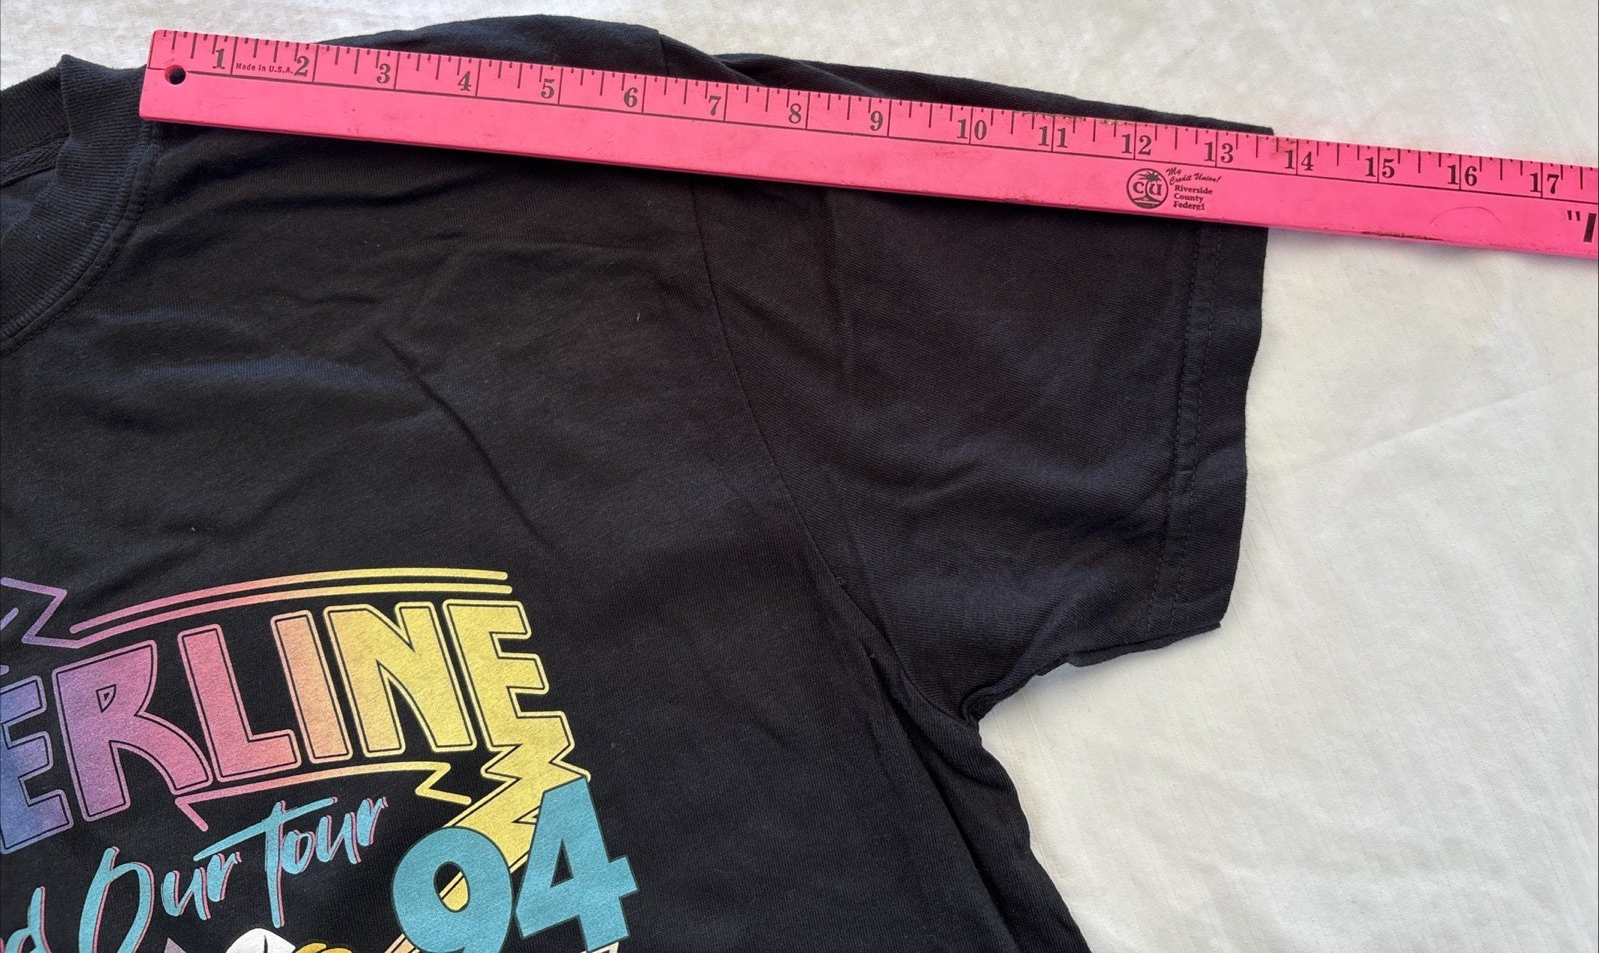 1 2 3 4 5 6 7 8 9 10 11 12 13 14 15 16 17
Made in U.S.A.
CU
My
Credit Union!
Riverside
County
Federal
ERLINE
Our Tour
94